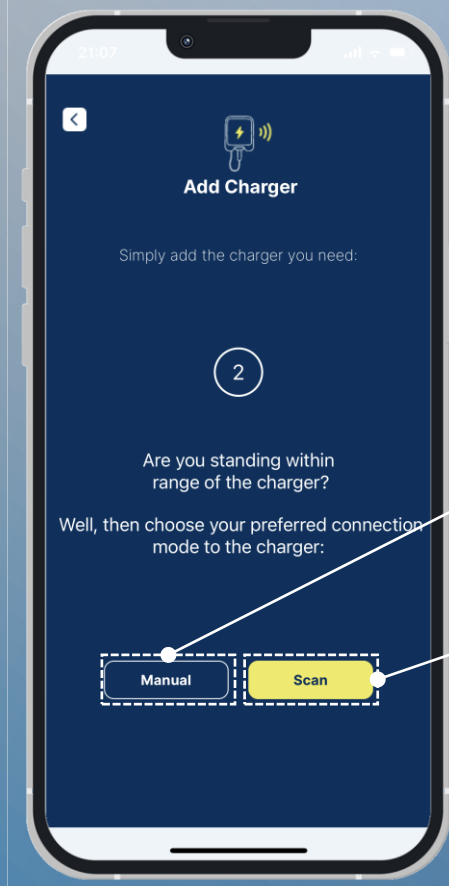 21:07
Add Charger
Simply add the charger you need:
2
Are you standing within
range of the charger?
Well, then choose your preferred connection
mode to the charger:
Manual
Scan